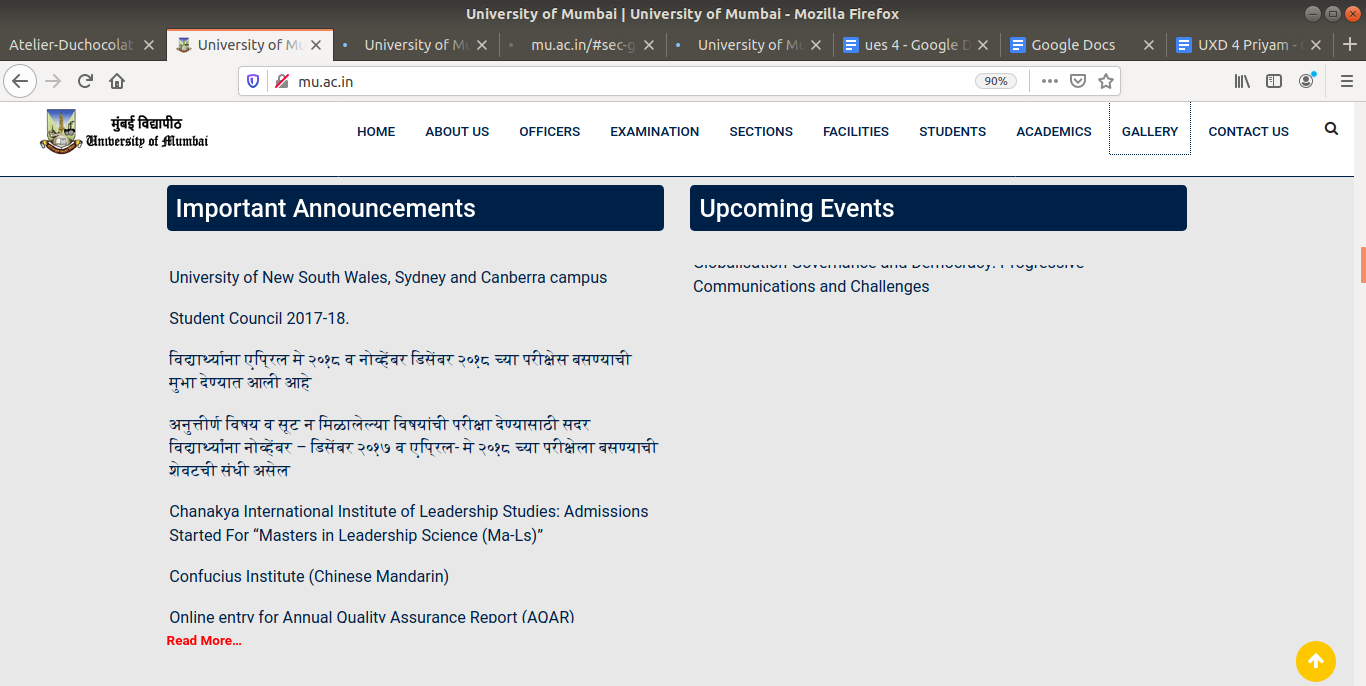 University of Mumbai | University of Mumbai - Mozilla Firefox
Atelier-Duchocolat
University of Mu
University of Mu
mu.ac.in/#sec-g
University of Mu
ues 4 - Google D
Google Docs
UXD 4 Priyam -
mu.ac.in
90%
मुंबई विद्यापीठ
University of Mumbai
HOME
ABOUT US
OFFICERS
EXAMINATION
SECTIONS
FACILITIES
STUDENTS
ACADEMICS
GALLERY
CONTACT US
Important Announcements
University of New South Wales, Sydney and Canberra campus
Student Council 2017-18.
विद्यार्थ्यांना एप्रिल मे २०१८ व नोव्हेंबर डिसेंबर २०१८ च्या परीक्षेस बसण्याची
मुभा देण्यात आली आहे
अनुत्तीर्ण विषय व सूट न मिळालेल्या विषयांची परीक्षा देण्यासाठी सदर
विद्यार्थ्यांना नोव्हेंबर – डिसेंबर २०१७ व एप्रिल- मे २०१८ च्या परीक्षेला बसण्याची
शेवटची संधी असेल
Chanakya International Institute of Leadership Studies: Admissions
Started For “Masters in Leadership Science (Ma-Ls)”
Confucius Institute (Chinese Mandarin)
Online entry for Annual Quality Assurance Report (AQAR)
Read More...
Upcoming Events
Globalisation Governance and Democracy: Progressive
Communications and Challenges